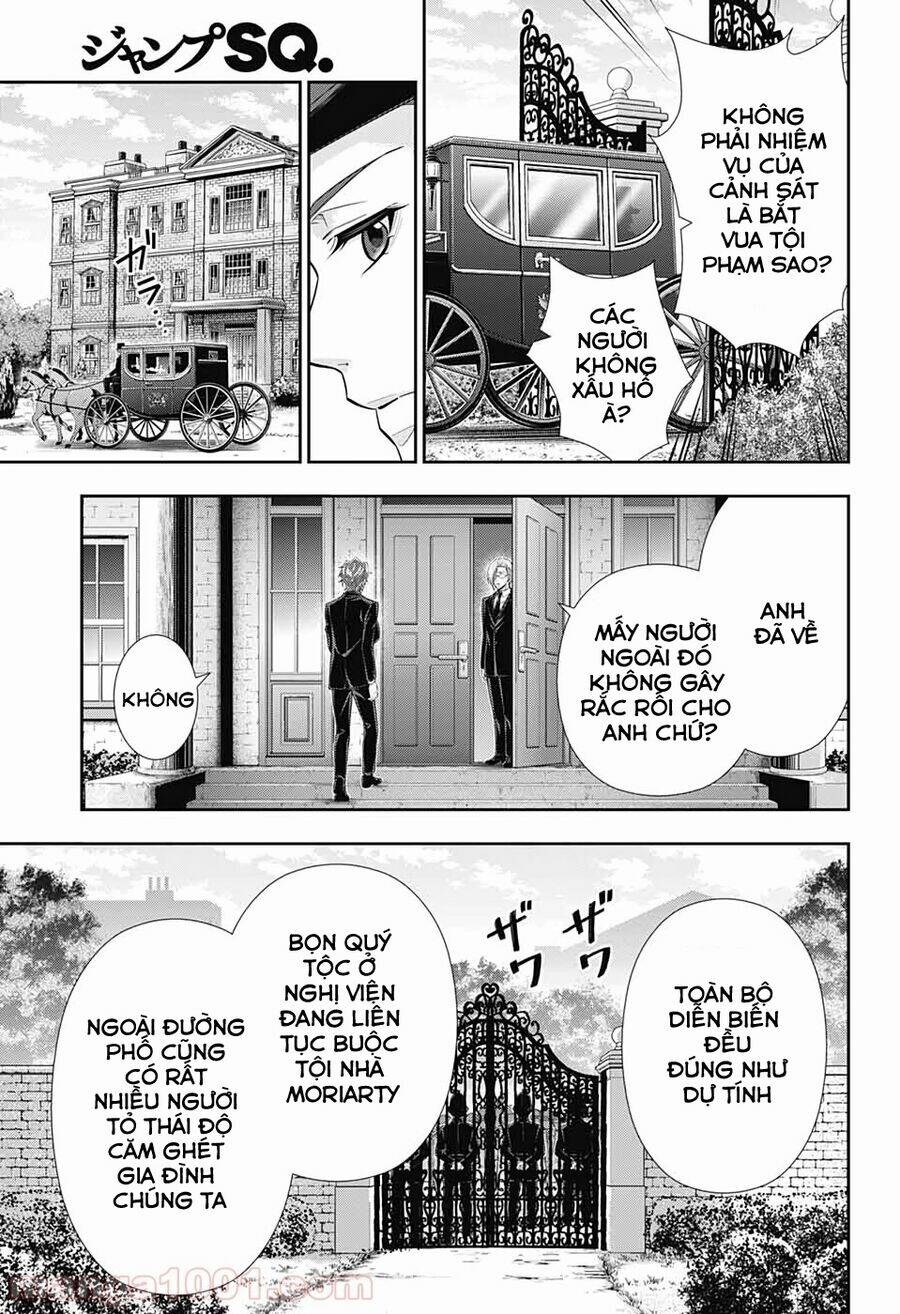 ジャンプSQ.
KHÔNG
PHẢI NHIỆM
VỤ CỦA
CẢNH SÁT
LÀ BẮT
VUA TỘI
PHẠM SAO?
CÁC
NGƯỜI
KHÔNG
XẤU HỔ
À?
ガラ...
ANH
ĐÃ VỀ
MẤY NGƯỜI
NGOÀI ĐÓ
KHÔNG GÂY
RẮC RỐI CHO
ANH CHỨ?
KHÔNG
TOÀN BỘ
DIỄN BIẾN
ĐỀU
ĐÚNG NHƯ
DỰ TÍNH
ザワ
ザワ
BỌN QUÝ
TỘC Ở
NGHỊ VIỆN
ĐANG LIÊN
TỤC BUỘC
TỘI NHÀ
MORIARTY
NGOÀI ĐƯỜNG
PHỐ CŨNG
CÓ RẤT
NHIỀU NGƯỜI
TỎ THÁI ĐỘ
CĂM GHÉT
GIA ĐÌNH
CHÚNG TA
manga1001.com